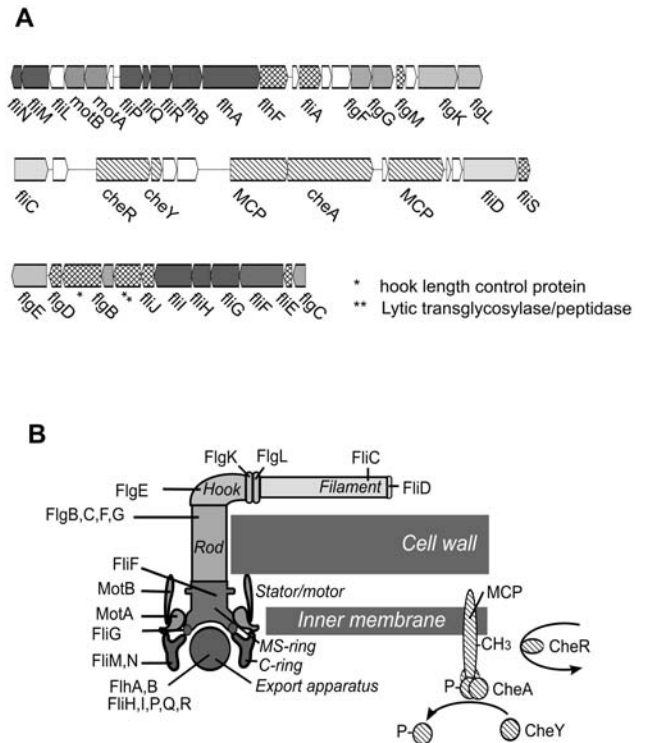 A
fliN fliM fliL motB motA fliP fliQ fliR flhB flhA flhF fliA flgF flgG flgM flgK flgL
fliC cheR cheY MCP cheA MCP fliD fliS
flgE flgD * flgB ** fliJ fliI fliH fliG fliF fliE flgC
* hook length control protein
** Lytic transglycosylase/peptidase
B
FlgK FlgL
FliC
FlgE Hook Filament FliD
FlgB,C,F,G
Rod Cell wall
FliF
MotB Stator/motor MCP
MotA Inner membrane
FliG MS-ring CH3 CheR
FliM,N C-ring
FlhA,B Export apparatus P- CheA
FliH,I,P,Q,R
P- CheY